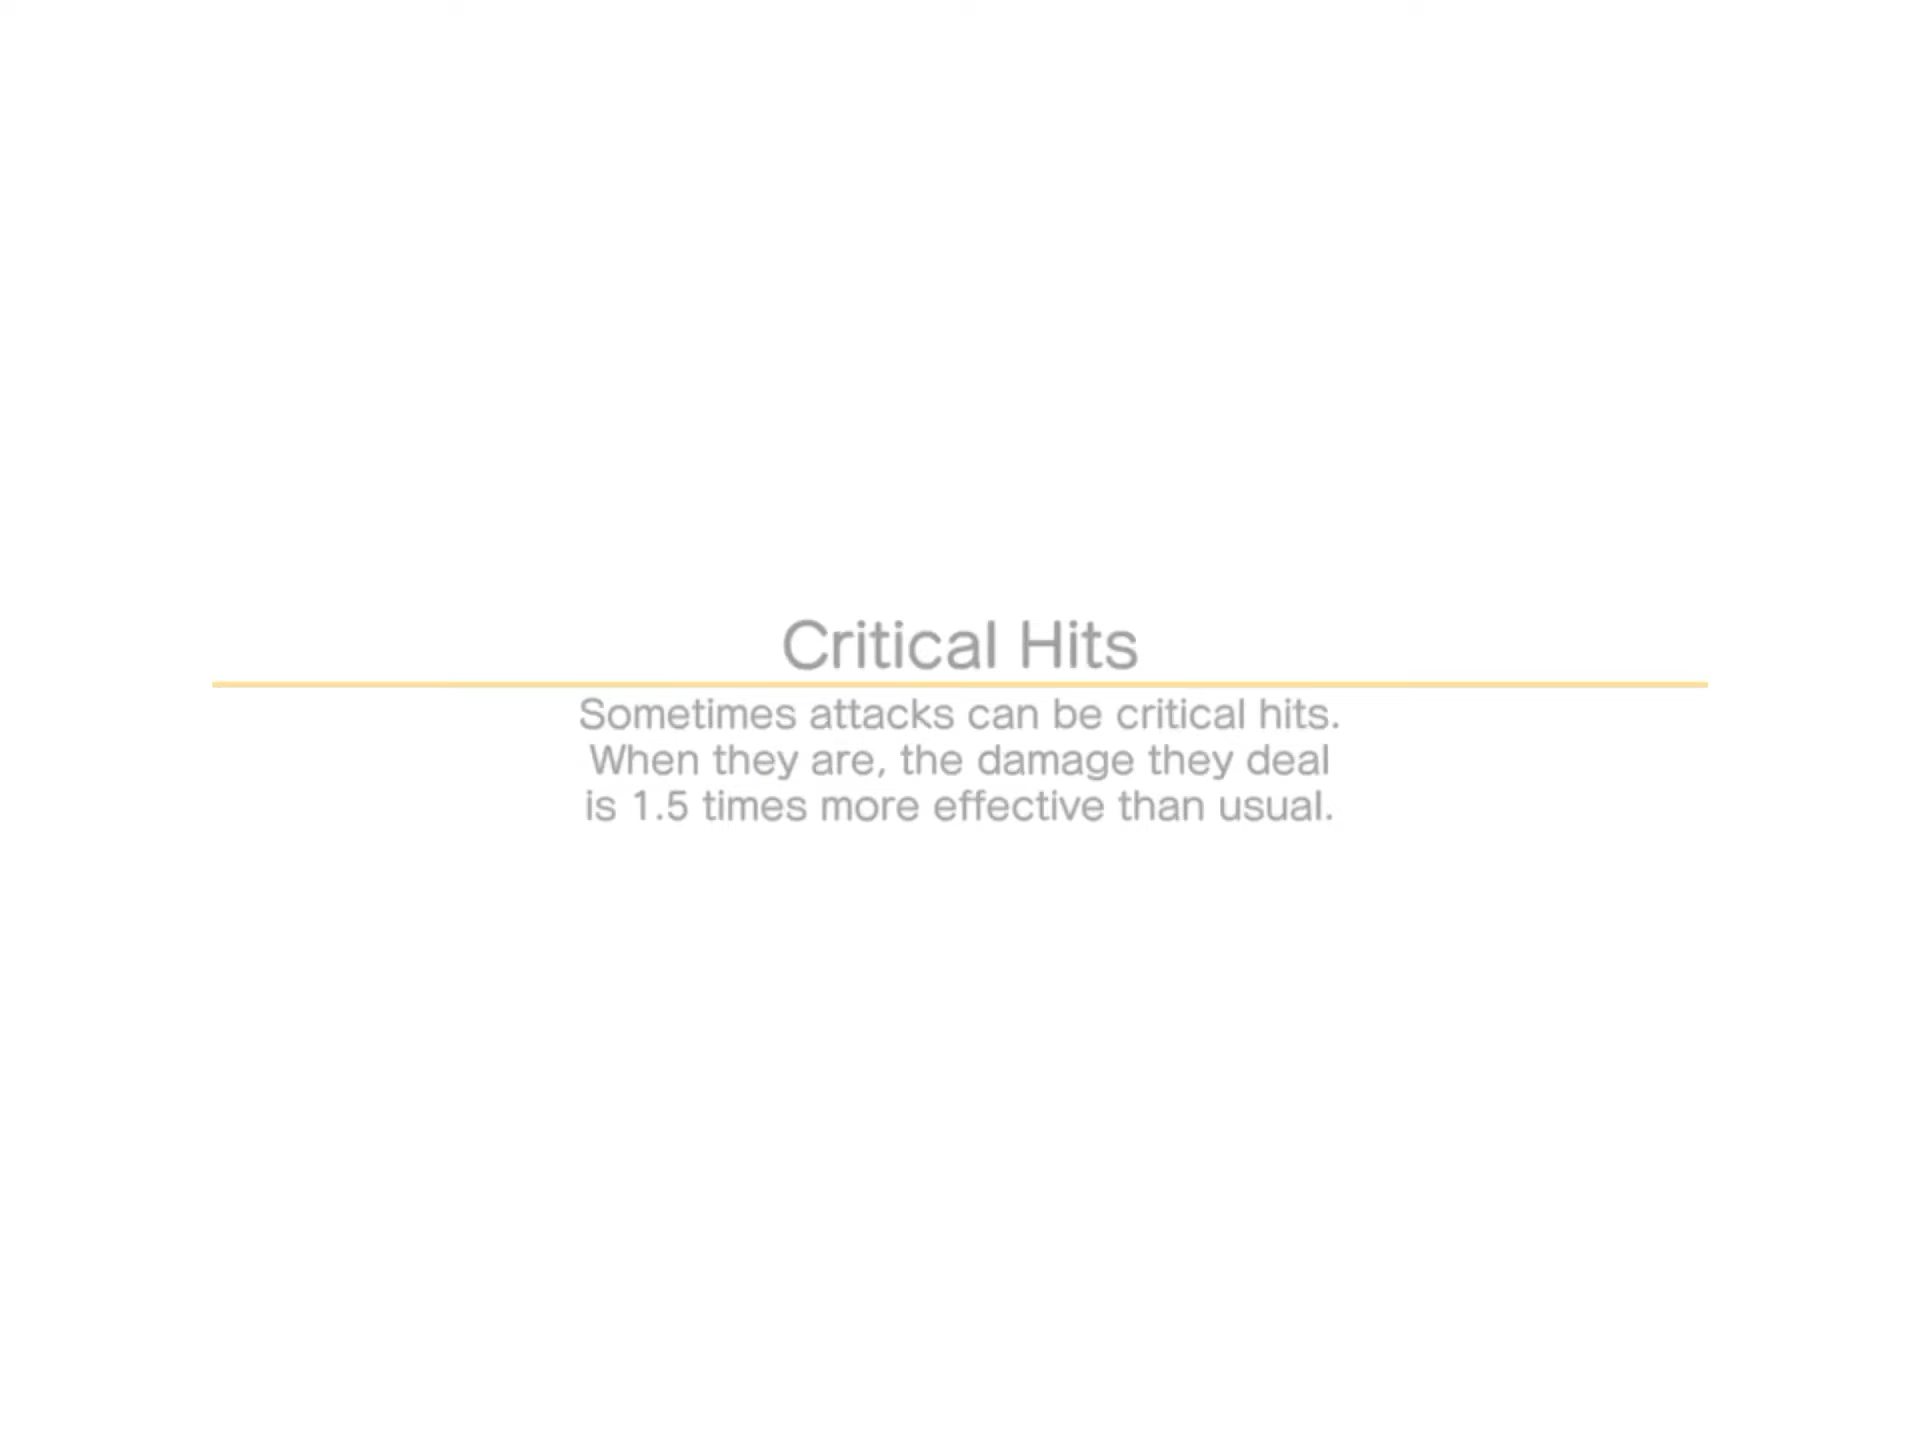 Critical Hits
Sometimes attacks can be critical hits.
When they are, the damage they deal
is 1.5 times more effective than usual.